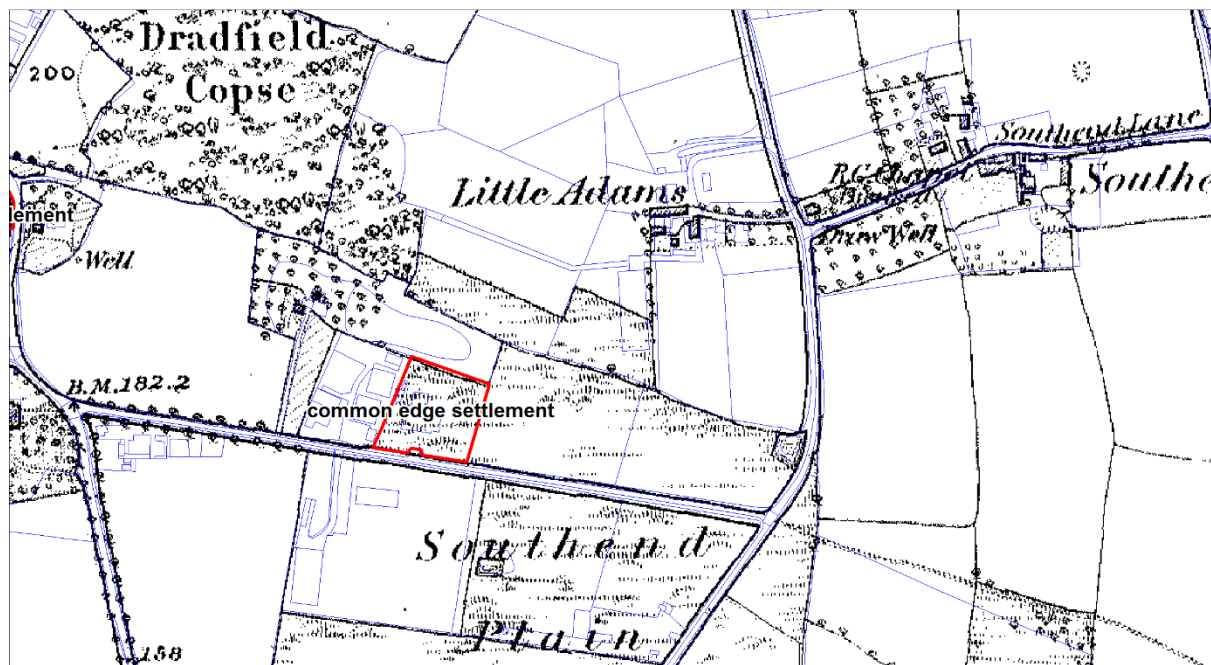 Dradfield
Copse
200
Southend Lane
Little Adams
Southe
lement
Well
Draw Well
B.M.182.2
common edge settlement
Southend
Plain
158